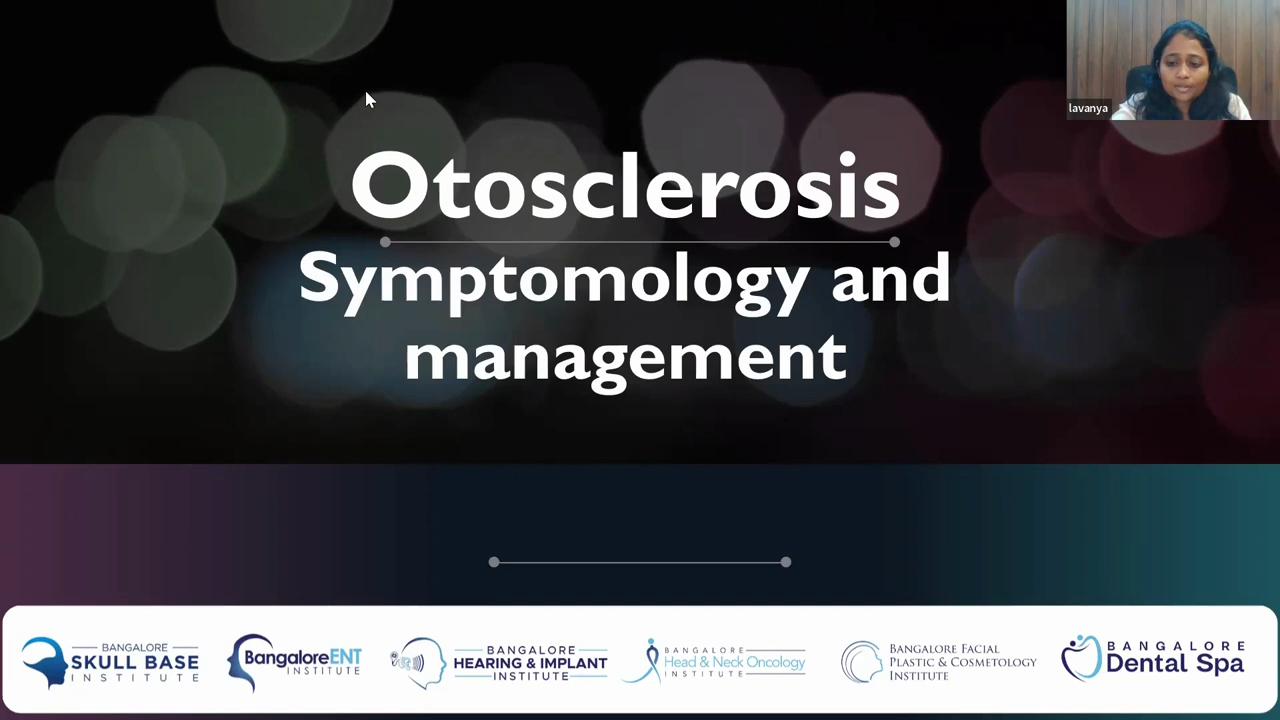 lavanya
Otosclerosis
Symptomology and
management
BANGALORE
SKULL BASE
INSTITUTE
BangaloreENT
INSTITUTE
BANGALORE
HEARING & IMPLANT
INSTITUTE
BANGALORE
Head & Neck Oncology
INSTITUTE
BANGALORE FACIAL
PLASTIC & COSMETOLOGY
INSTITUTE
BANGALORE
Dental Spa